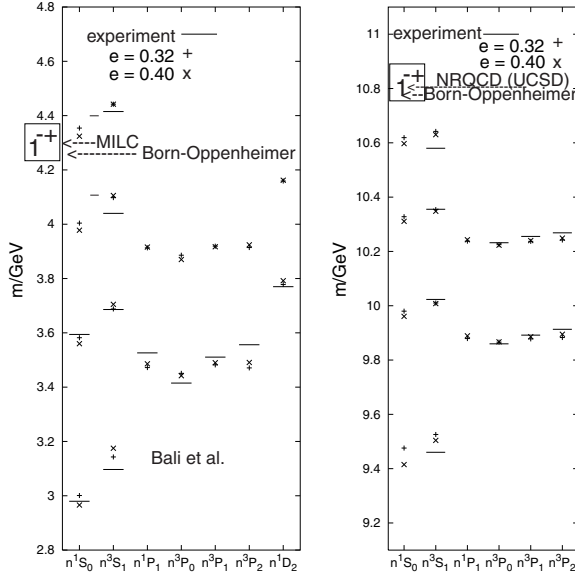 4.8
experiment
e = 0.32 +
e = 0.40 x
4.6
4.4
1⁻⁺
MILC
Born-Oppenheimer
4.2
4
m/GeV
3.8
3.6
3.4
3.2
Bali et al.
3
2.8
n¹S₀ n³S₁ n¹P₁ n³P₀ n³P₁ n³P₂ n¹D₂
11
experiment
e = 0.32 +
e = 0.40 x
10.8
1⁻⁺
NRQCD (UCSD)
Born-Oppenheimer
10.6
10.4
10.2
m/GeV
10
9.8
9.6
9.4
9.2
n¹S₀ n³S₁ n¹P₁ n³P₀ n³P₁ n³P₂